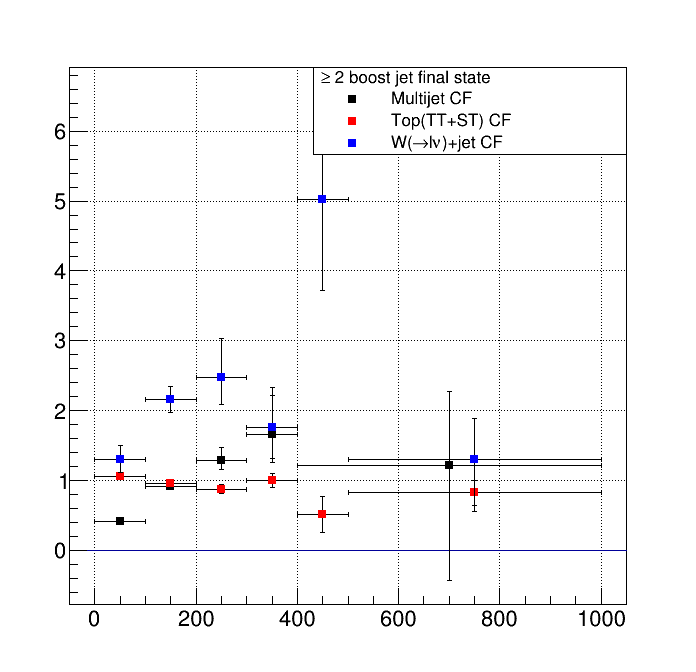 ≥ 2 boost jet final state
Multijet CF
Top(TT+ST) CF
W(→lν)+jet CF
6
5
4
3
2
1
0
0 200 400 600 800 1000